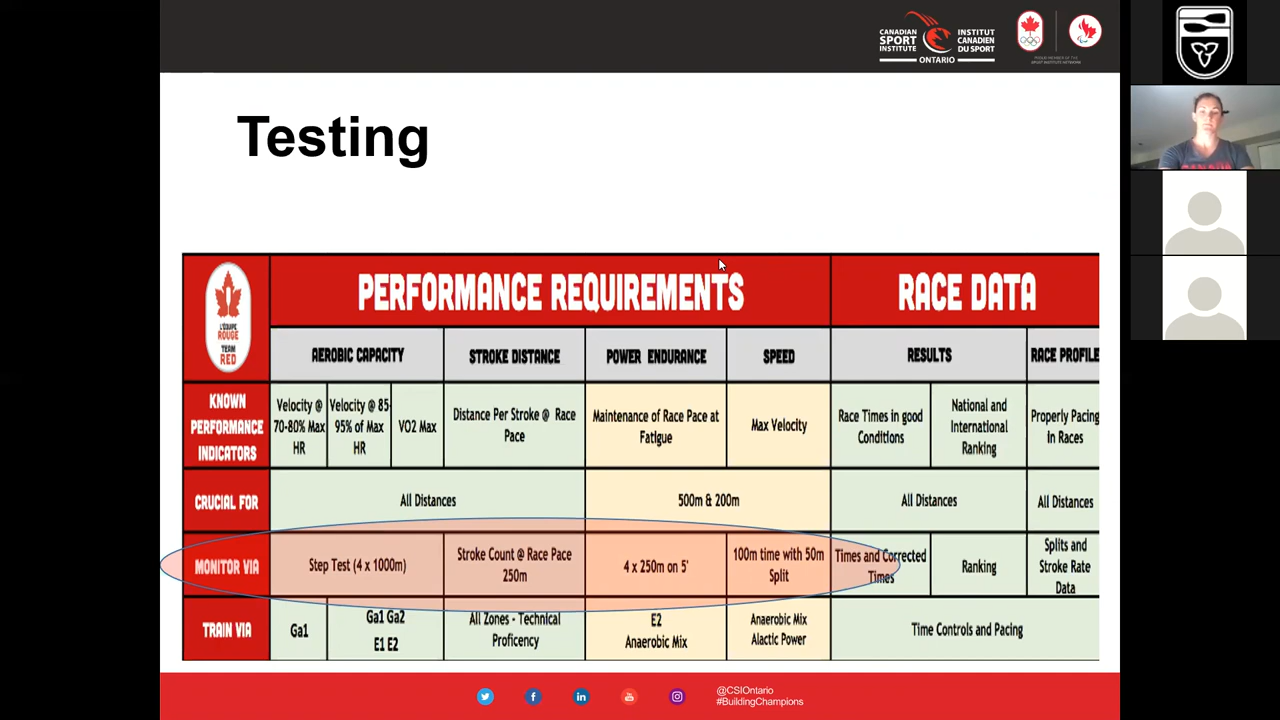 CANADIAN
SPORT
INSTITUTE
INSTITUT
CANADIEN
DU SPORT
ONTARIO
Testing
L'ÉQUIPE
ROUGE
TEAM
RED
PERFORMANCE REQUIREMENTS
RACE DATA
AEROBIC CAPACITY
STROKE DISTANCE
POWER ENDURANCE
SPEED
RESULTS
RACE PROFILE
KNOWN
PERFORMANCE
INDICATORS
Velocity @
70-80% Max
HR
Velocity @ 85-
95% of Max
HR
VO2 Max
Distance Per Stroke @ Race
Pace
Maintenance of Race Pace at
Fatigue
Max Velocity
Race Times in good
Conditions
National and
International
Ranking
Properly Pacing
in Races
CRUCIAL FOR
All Distances
500m & 200m
All Distances
All Distances
MONITOR VIA
Step Test (4 x 1000m)
Stroke Count @ Race Pace
250m
4 x 250m on 5'
100m time with 50m
Split
Times and Corrected
Times
Ranking
Splits and
Stroke Rate
Data
TRAIN VIA
Ga1
Ga1 Ga2
E1 E2
All Zones - Technical
Proficency
E2
Anaerobic Mix
Anaerobic Mix
Alactic Power
Time Controls and Pacing
@CSIOntario
#BuildingChampions